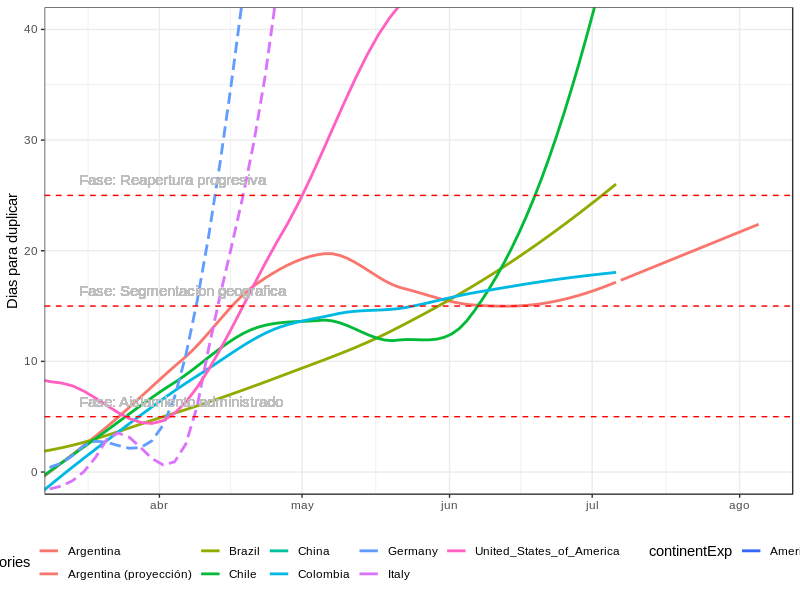 40
30
20
10
0
Dias para duplicar
Fase: Reapertura progresiva
Fase: Segmentación geografica
Fase: Aislamiento administrado
abr
may
jun
jul
ago
ories
Argentina
Brazil
China
Germany
United_States_of_America
continentExp
Ameri
Argentina (proyección)
Chile
Colombia
Italy